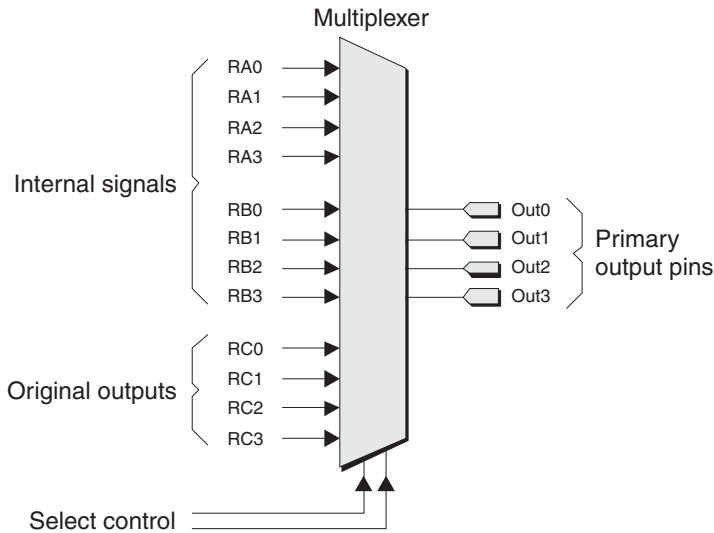 Multiplexer
Internal signals
RA0
RA1
RA2
RA3
RB0
RB1
RB2
RB3
Original outputs
RC0
RC1
RC2
RC3
Select control
Out0
Out1
Out2
Out3
Primary
output pins